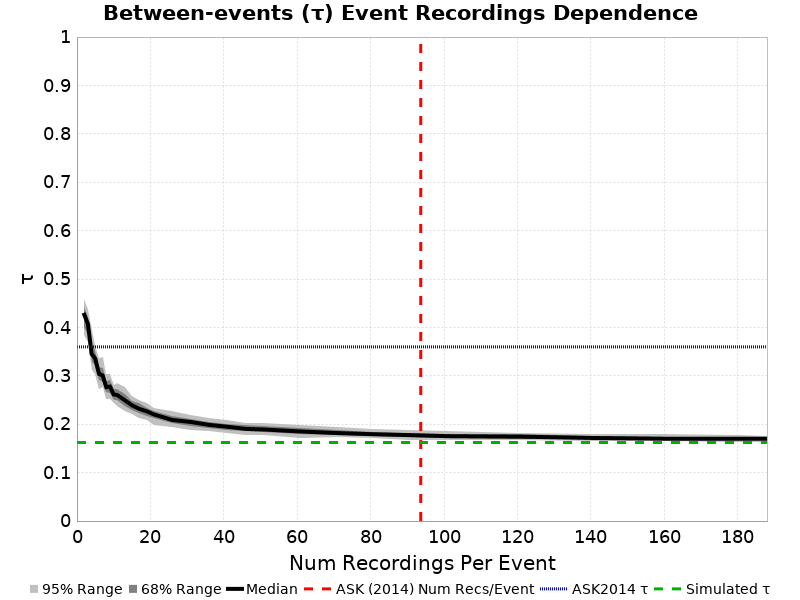 Between-events (τ) Event Recordings Dependence
1
0.9
0.8
0.7
0.6
0.5
0.4
0.3
0.2
0.1
0
τ
0 20 40 60 80 100 120 140 160 180
Num Recordings Per Event
95% Range 68% Range Median ASK (2014) Num Recs/Event ASK2014 τ Simulated τ